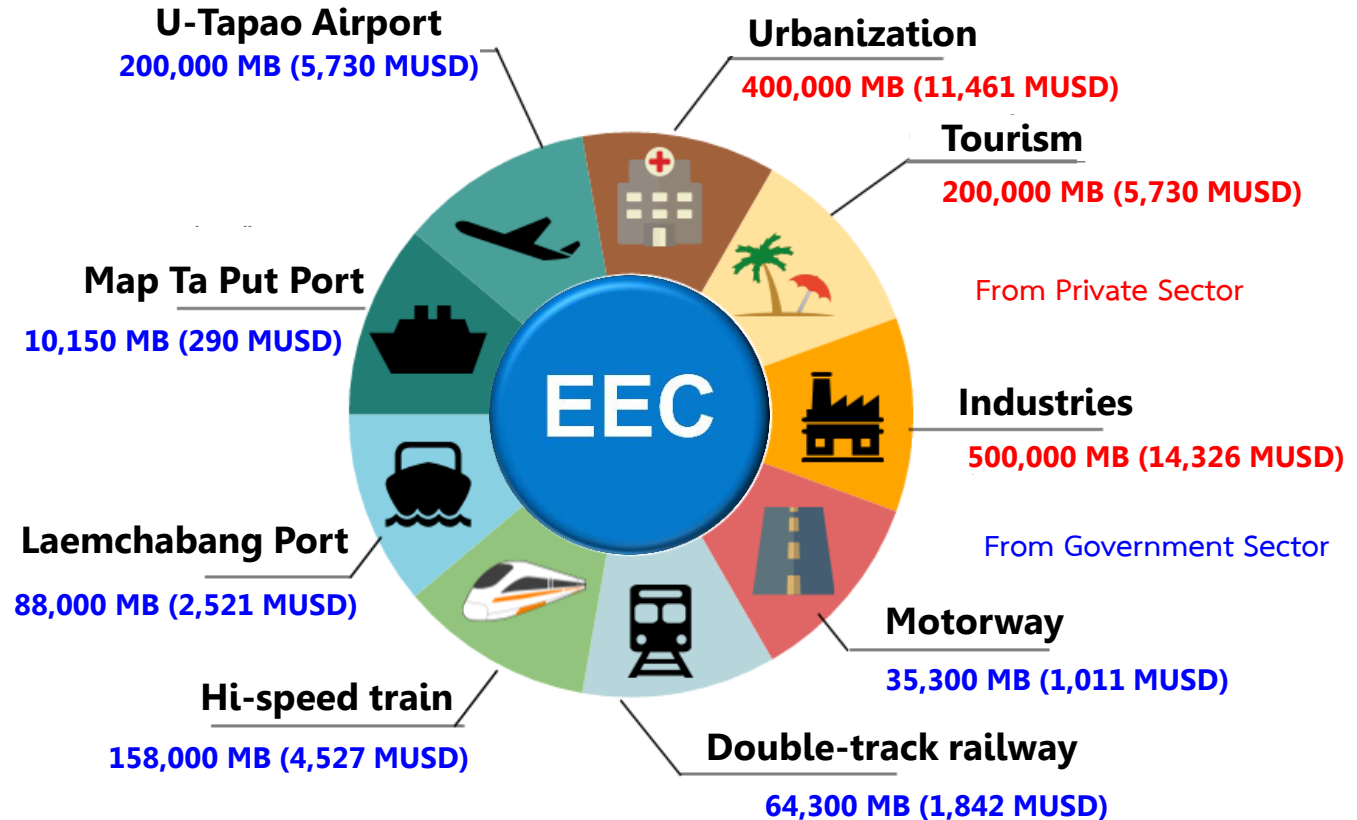 U-Tapao Airport
200,000 MB (5,730 MUSD)
Urbanization
400,000 MB (11,461 MUSD)
Tourism
200,000 MB (5,730 MUSD)
From Private Sector
Map Ta Put Port
10,150 MB (290 MUSD)
EEC
Industries
500,000 MB (14,326 MUSD)
From Government Sector
Laemchabang Port
88,000 MB (2,521 MUSD)
Motorway
35,300 MB (1,011 MUSD)
Hi-speed train
158,000 MB (4,527 MUSD)
Double-track railway
64,300 MB (1,842 MUSD)